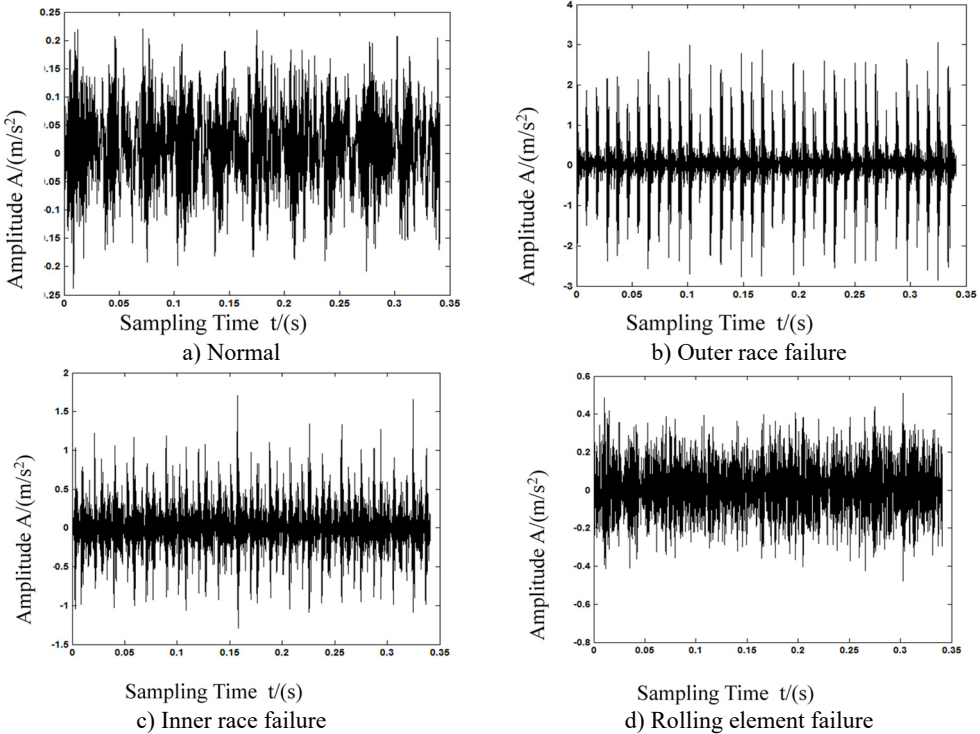 0.25
0.2
0.15
0.1
0.05
0
0.05
-0.1
0.15
-0.2
.25
0 0.05 0.1 0.15 0.2 0.25 0.3 0.35
Amplitude A/(m/s²)
Sampling Time t/(s)
a) Normal
4
3
2
1
0
-1
-2
-3
0 0.05 0.1 0.15 0.2 0.25 0.3 0.35
Amplitude A/(m/s²)
Sampling Time t/(s)
b) Outer race failure
2
1.5
1
0.5
0
-0.5
-1
-1.5
0 0.05 0.1 0.15 0.2 0.25 0.3 0.35
Amplitude A/(m/s²)
Sampling Time t/(s)
c) Inner race failure
0.6
0.4
0.2
0
-0.2
-0.4
-0.6
-0.8
0 0.05 0.1 0.15 0.2 0.25 0.3 0.35
Amplitude A/(m/s²)
Sampling Time t/(s)
d) Rolling element failure